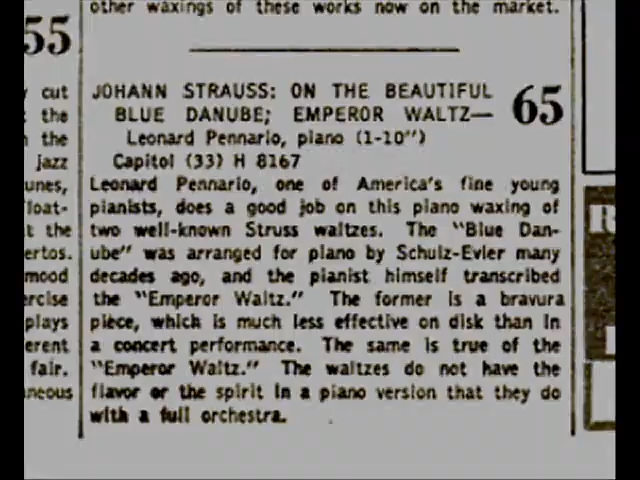 other waxings of these works now on the market.
55
cut
the
the
jazz
unes,
float-
the
ertos.
mood
ercise
plays
erent
fair.
neous
JOHANN STRAUSS: ON THE BEAUTIFUL
BLUE DANUBE; EMPEROR WALTZ— 65
Leonard Pennario, piano (1-10")
Capitol (33) H 8167
Leonard Pennario, one of America's fine young
pianists, does a good job on this piano waxing of
two well-known Struss waltzes. The "Blue Dan-
ube" was arranged for piano by Schulz-Evler many
decades ago, and the pianist himself transcribed
the "Emperor Waltz." The former is a bravura
piece, which is much less effective on disk than in
a concert performance. The same is true of the
"Emperor Waltz." The waltzes do not have the
flavor or the spirit in a piano version that they do
with a full orchestra.
R